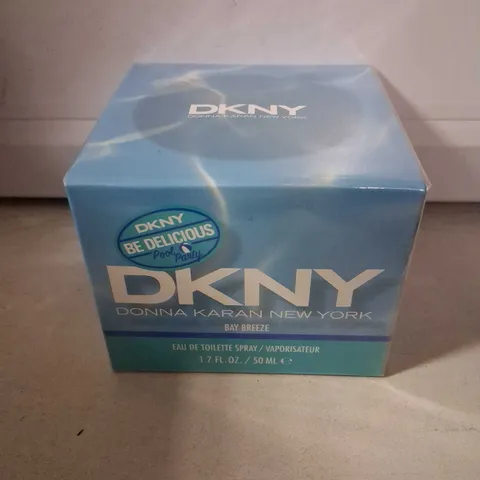 DKNY
DONNA KARAN NEW YORK
DKNY
BE DELICIOUS
Pool Party
DKNY
DONNA KARAN NEW YORK
BAY BREEZE
EAU DE TOILETTE SPRAY / VAPORISATEUR
1.7 FL. OZ. / 50 ML ℮